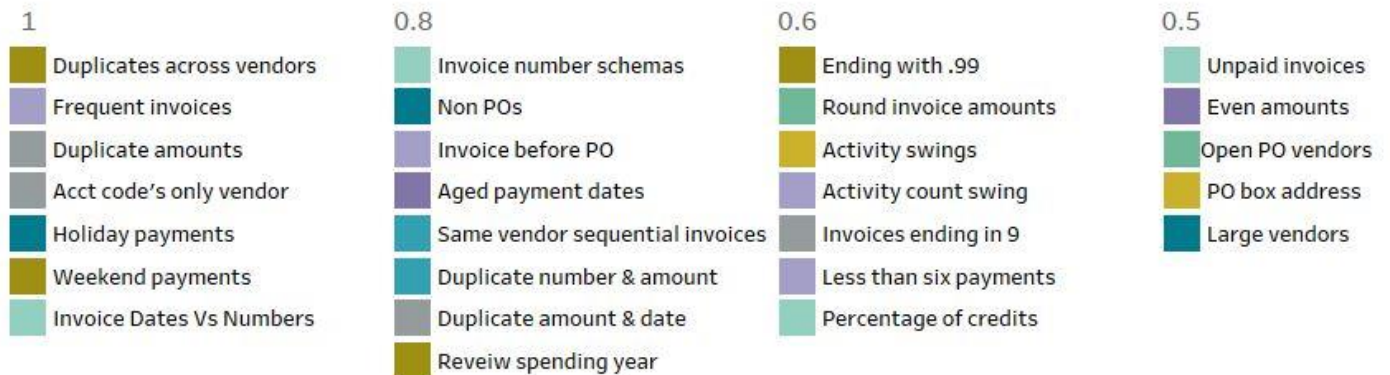 1
Duplicates across vendors
Frequent invoices
Duplicate amounts
Acct code's only vendor
Holiday payments
Weekend payments
Invoice Dates Vs Numbers
0.8
Invoice number schemas
Non POs
Invoice before PO
Aged payment dates
Same vendor sequential invoices
Duplicate number & amount
Duplicate amount & date
Reveiw spending year
0.6
Ending with .99
Round invoice amounts
Activity swings
Activity count swing
Invoices ending in 9
Less than six payments
Percentage of credits
0.5
Unpaid invoices
Even amounts
Open PO vendors
PO box address
Large vendors